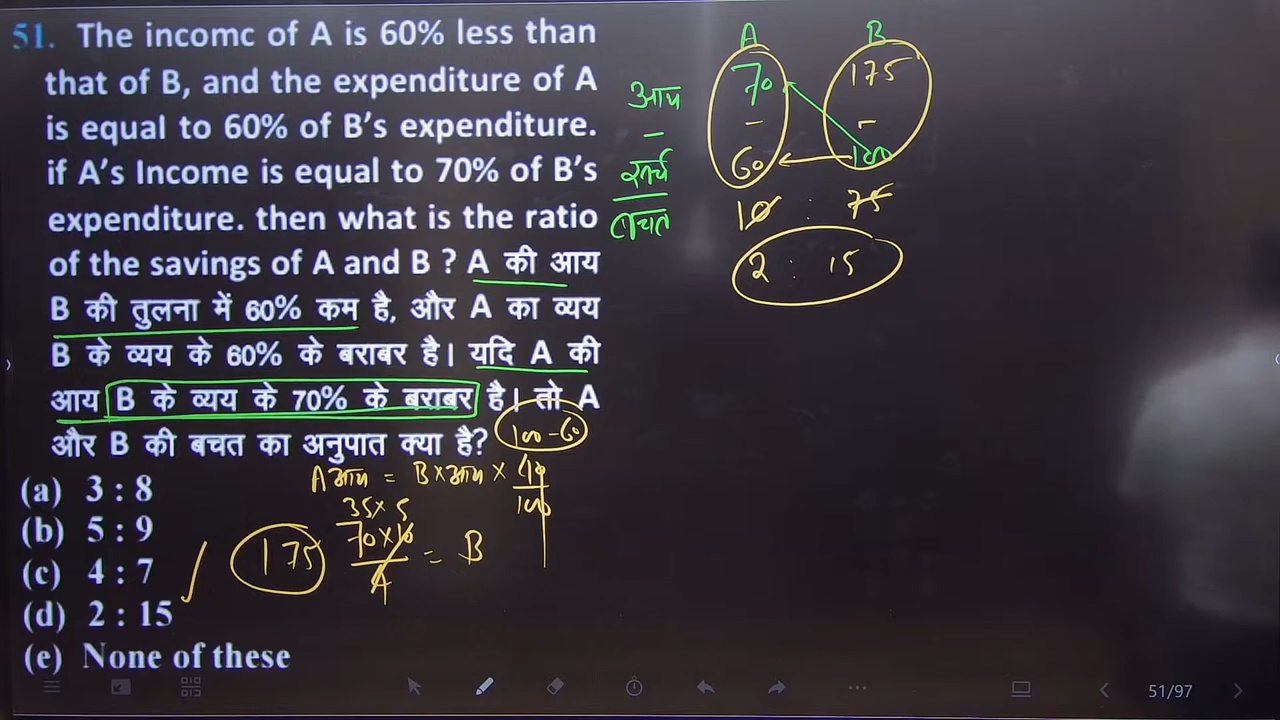 51. The incomc of A is 60% less than
that of B, and the expenditure of A
is equal to 60% of B's expenditure.
if A's Income is equal to 70% of B's
expenditure. then what is the ratio
of the savings of A and B ? A की आय
B की तुलना में 60% कम है, और A का व्यय
B के व्यय के 60% के बराबर है। यदि A की
आय B के व्यय के 70% के बराबर है। तो A
और B की बचत का अनुपात क्या है?
(a) 3 : 8
(b) 5 : 9
(c) 4 : 7
(d) 2 : 15
(e) None of these
A B
आय 70 175
- - -
खर्च 60 100
बचत 10 : 75
2 : 15
100-60
A आय = B × आय × 40
100
35 × 5
70 × 10
175 = B
4
51/97